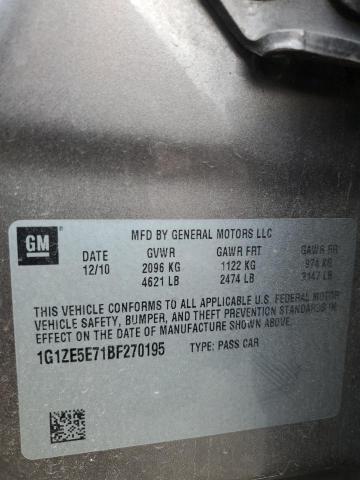 MFD BY GENERAL MOTORS LLC
GM
DATE GVWR GAWR FRT GAWR RR
12/10 2096 KG 1122 KG 974 KG
4621 LB 2474 LB 2147 LB
THIS VEHICLE CONFORMS TO ALL APPLICABLE U.S. FEDERAL MOTOR
VEHICLE SAFETY, BUMPER, AND THEFT PREVENTION STANDARDS IN
EFFECT ON THE DATE OF MANUFACTURE SHOWN ABOVE.
1G1ZE5E71BF270195 TYPE: PASS CAR